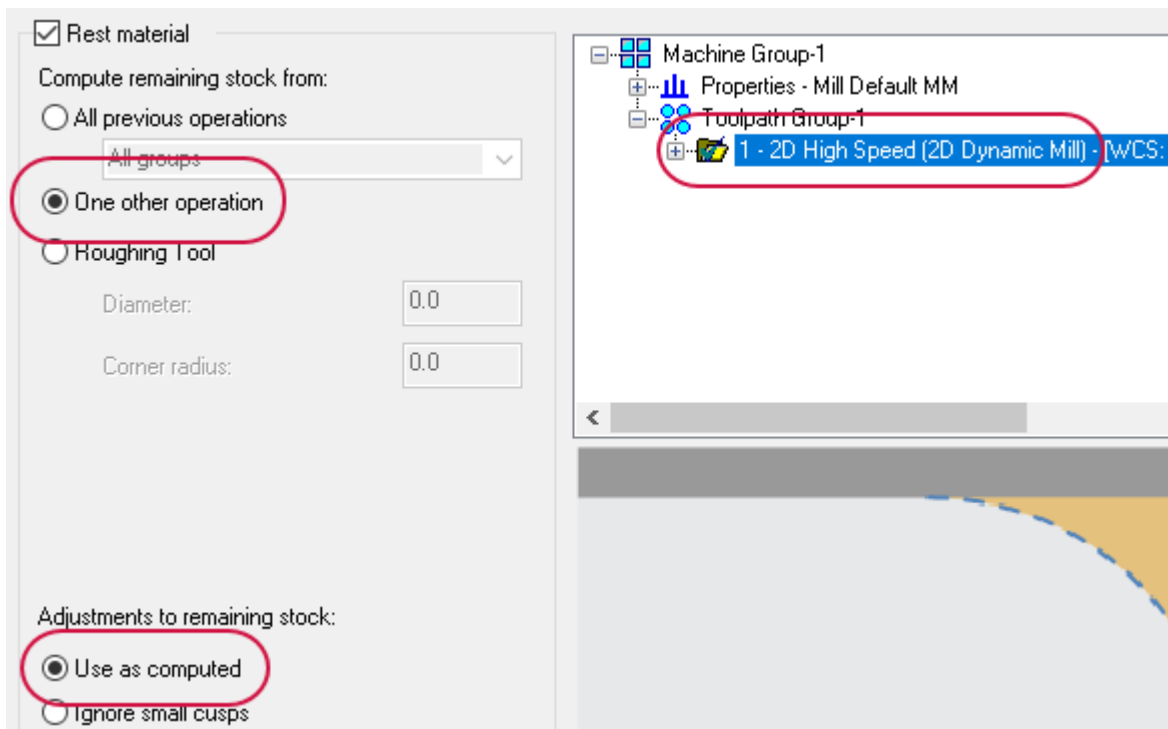 Rest material
Compute remaining stock from:
All previous operations
All groups
One other operation
Roughing Tool
Diameter:
0.0
Corner radius:
0.0
Adjustments to remaining stock:
Use as computed
Ignore small cusps
Machine Group-1
Properties - Mill Default MM
Toolpath Group-1
1 - 2D High Speed (2D Dynamic Mill) - [WCS: